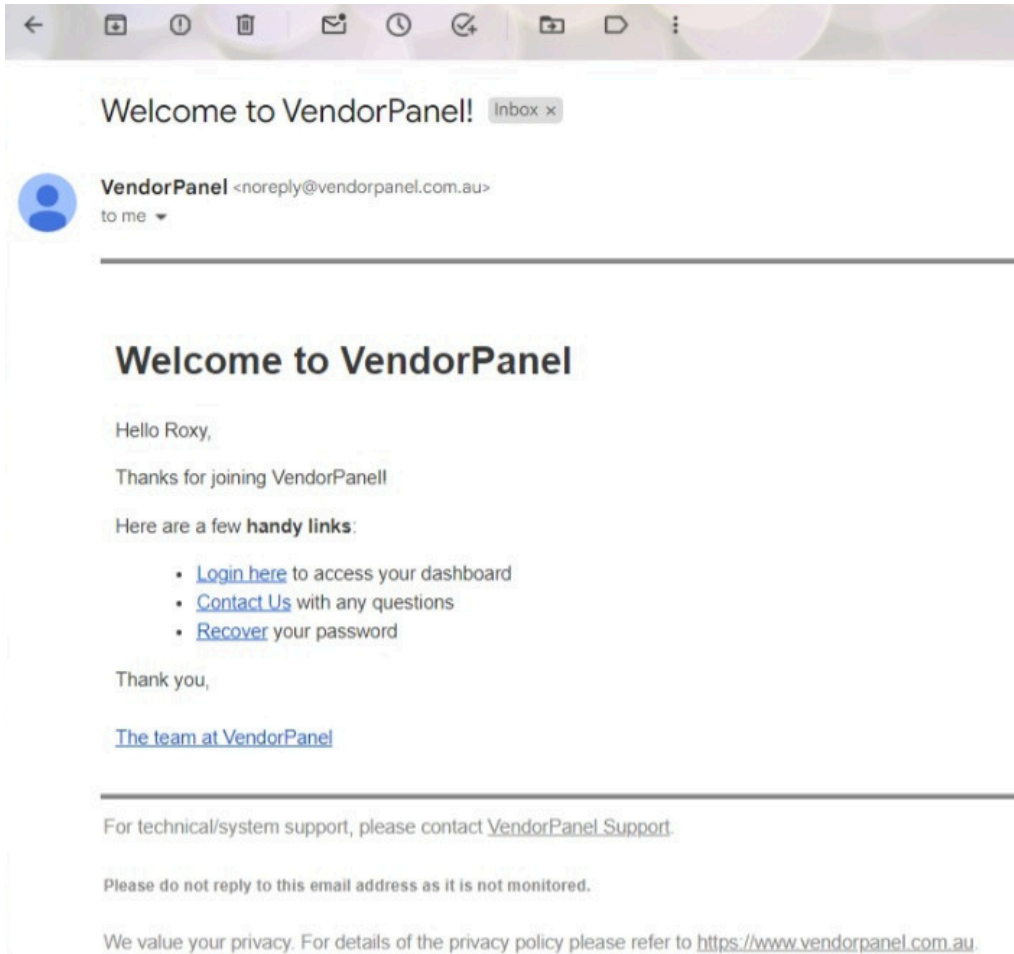 Welcome to VendorPanel! Inbox ×
VendorPanel <noreply@vendorpanel.com.au>
to me
Welcome to VendorPanel
Hello Roxy,
Thanks for joining VendorPanel!
Here are a few handy links:
• Login here to access your dashboard
• Contact Us with any questions
• Recover your password
Thank you,
The team at VendorPanel
For technical/system support, please contact VendorPanel Support.
Please do not reply to this email address as it is not monitored.
We value your privacy. For details of the privacy policy please refer to https://www.vendorpanel.com.au.